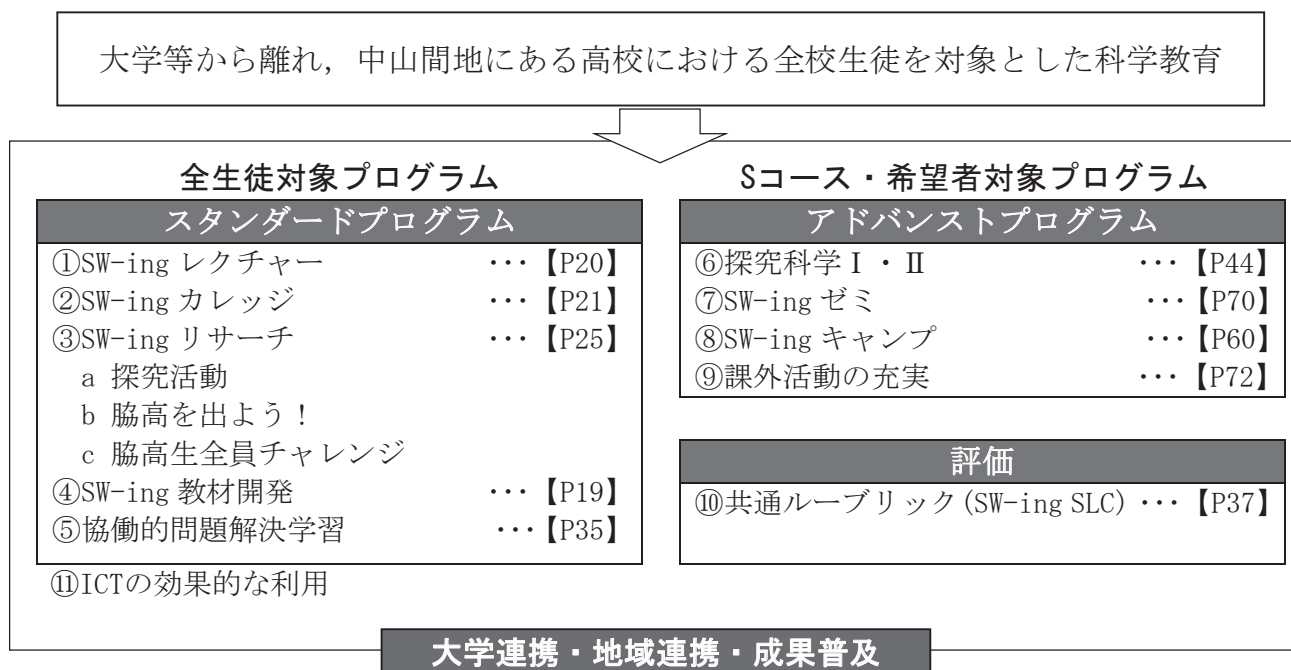 大学等から離れ，中山間地にある高校における全校生徒を対象とした科学教育
全生徒対象プログラム
スタンダードプログラム
①SW-ing レクチャー ･･･【P20】
②SW-ing カレッジ ･･･【P21】
③SW-ing リサーチ ･･･【P25】
a 探究活動
b 脇高を出よう！
c 脇高生全員チャレンジ
④SW-ing 教材開発 ･･･【P19】
⑤協働的問題解決学習 ･･･【P35】
⑪ICTの効果的な利用
Sコース・希望者対象プログラム
アドバンストプログラム
⑥探究科学Ⅰ・Ⅱ ･･･【P44】
⑦SW-ing ゼミ ･･･【P70】
⑧SW-ing キャンプ ･･･【P60】
⑨課外活動の充実 ･･･【P72】
評価
⑩共通ルーブリック(SW-ing SLC) ･･･【P37】
大学連携・地域連携・成果普及